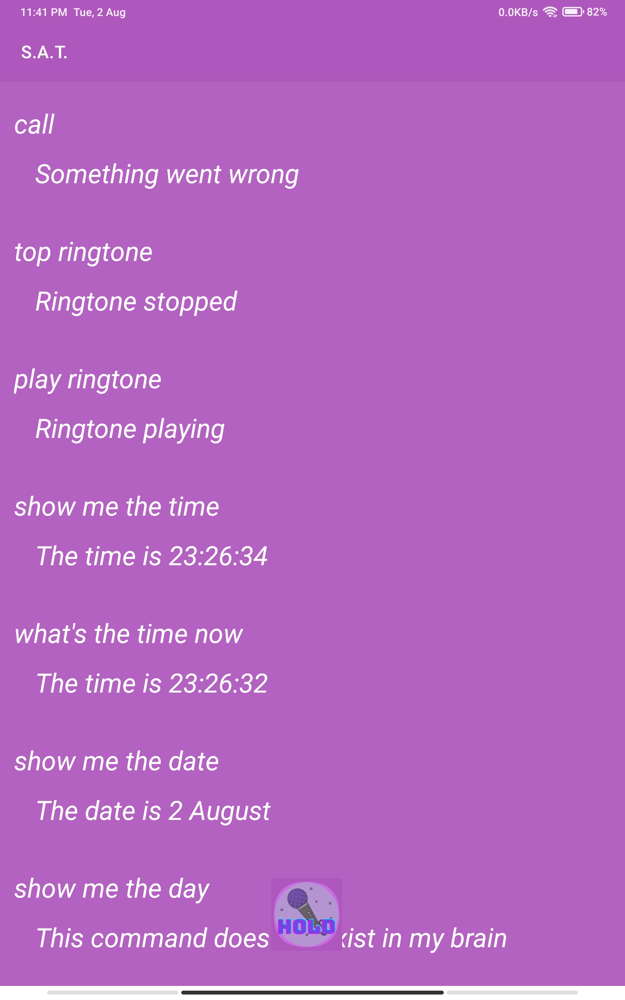 11:41 PM Tue, 2 Aug 0.0KB/s 82%
S.A.T.
call
Something went wrong
top ringtone
Ringtone stopped
play ringtone
Ringtone playing
show me the time
The time is 23:26:34
what's the time now
The time is 23:26:32
show me the date
The date is 2 August
show me the day
HOLD
This command does in my brain